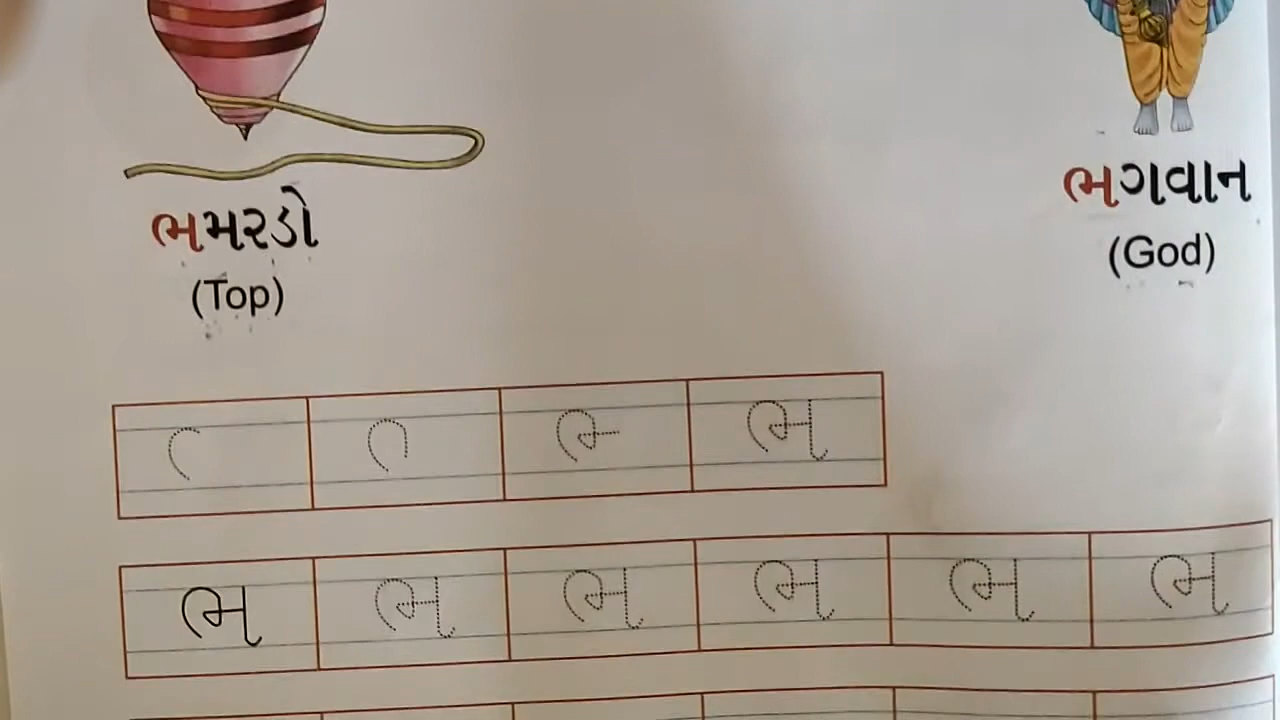 ભમરડો
(Top)
ભગવાન
(God)
ભ
ભ ભ ભ ભ ભ ભ